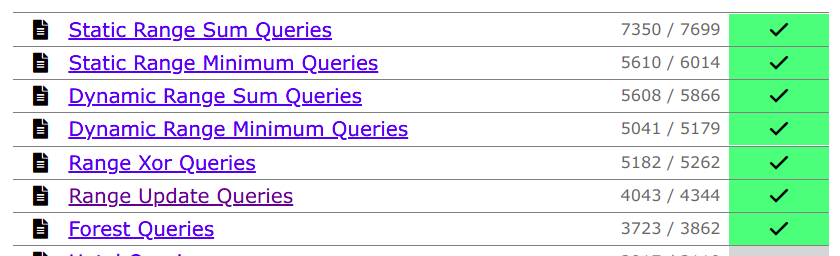 Static Range Sum Queries 7350 / 7699
Static Range Minimum Queries 5610 / 6014
Dynamic Range Sum Queries 5608 / 5866
Dynamic Range Minimum Queries 5041 / 5179
Range Xor Queries 5182 / 5262
Range Update Queries 4043 / 4344
Forest Queries 3723 / 3862